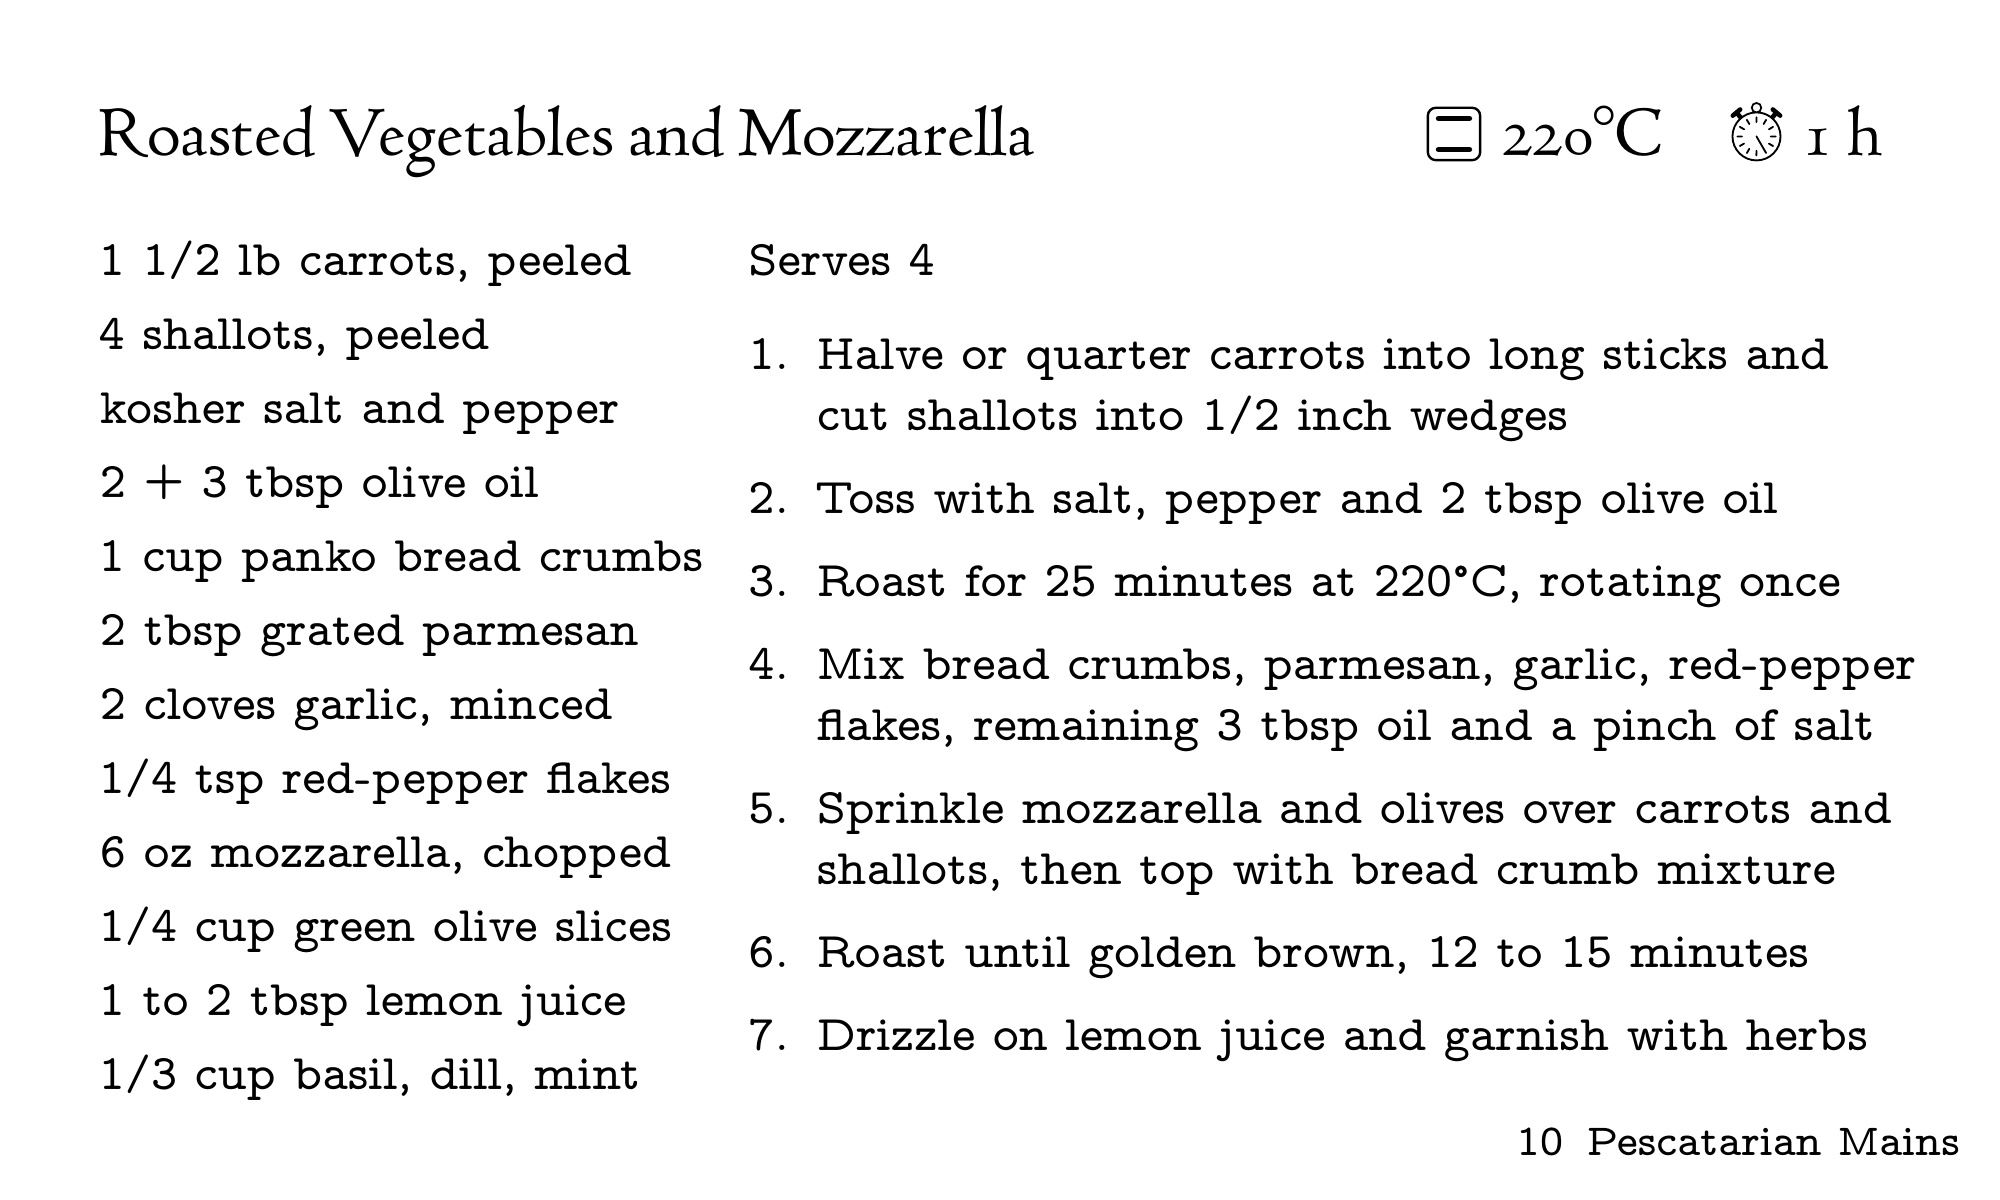 Roasted Vegetables and Mozzarella
220°C 1 h
1 1/2 lb carrots, peeled
4 shallots, peeled
kosher salt and pepper
2 + 3 tbsp olive oil
1 cup panko bread crumbs
2 tbsp grated parmesan
2 cloves garlic, minced
1/4 tsp red-pepper flakes
6 oz mozzarella, chopped
1/4 cup green olive slices
1 to 2 tbsp lemon juice
1/3 cup basil, dill, mint
Serves 4
1. Halve or quarter carrots into long sticks and
cut shallots into 1/2 inch wedges
2. Toss with salt, pepper and 2 tbsp olive oil
3. Roast for 25 minutes at 220°C, rotating once
4. Mix bread crumbs, parmesan, garlic, red-pepper
flakes, remaining 3 tbsp oil and a pinch of salt
5. Sprinkle mozzarella and olives over carrots and
shallots, then top with bread crumb mixture
6. Roast until golden brown, 12 to 15 minutes
7. Drizzle on lemon juice and garnish with herbs
10 Pescatarian Mains